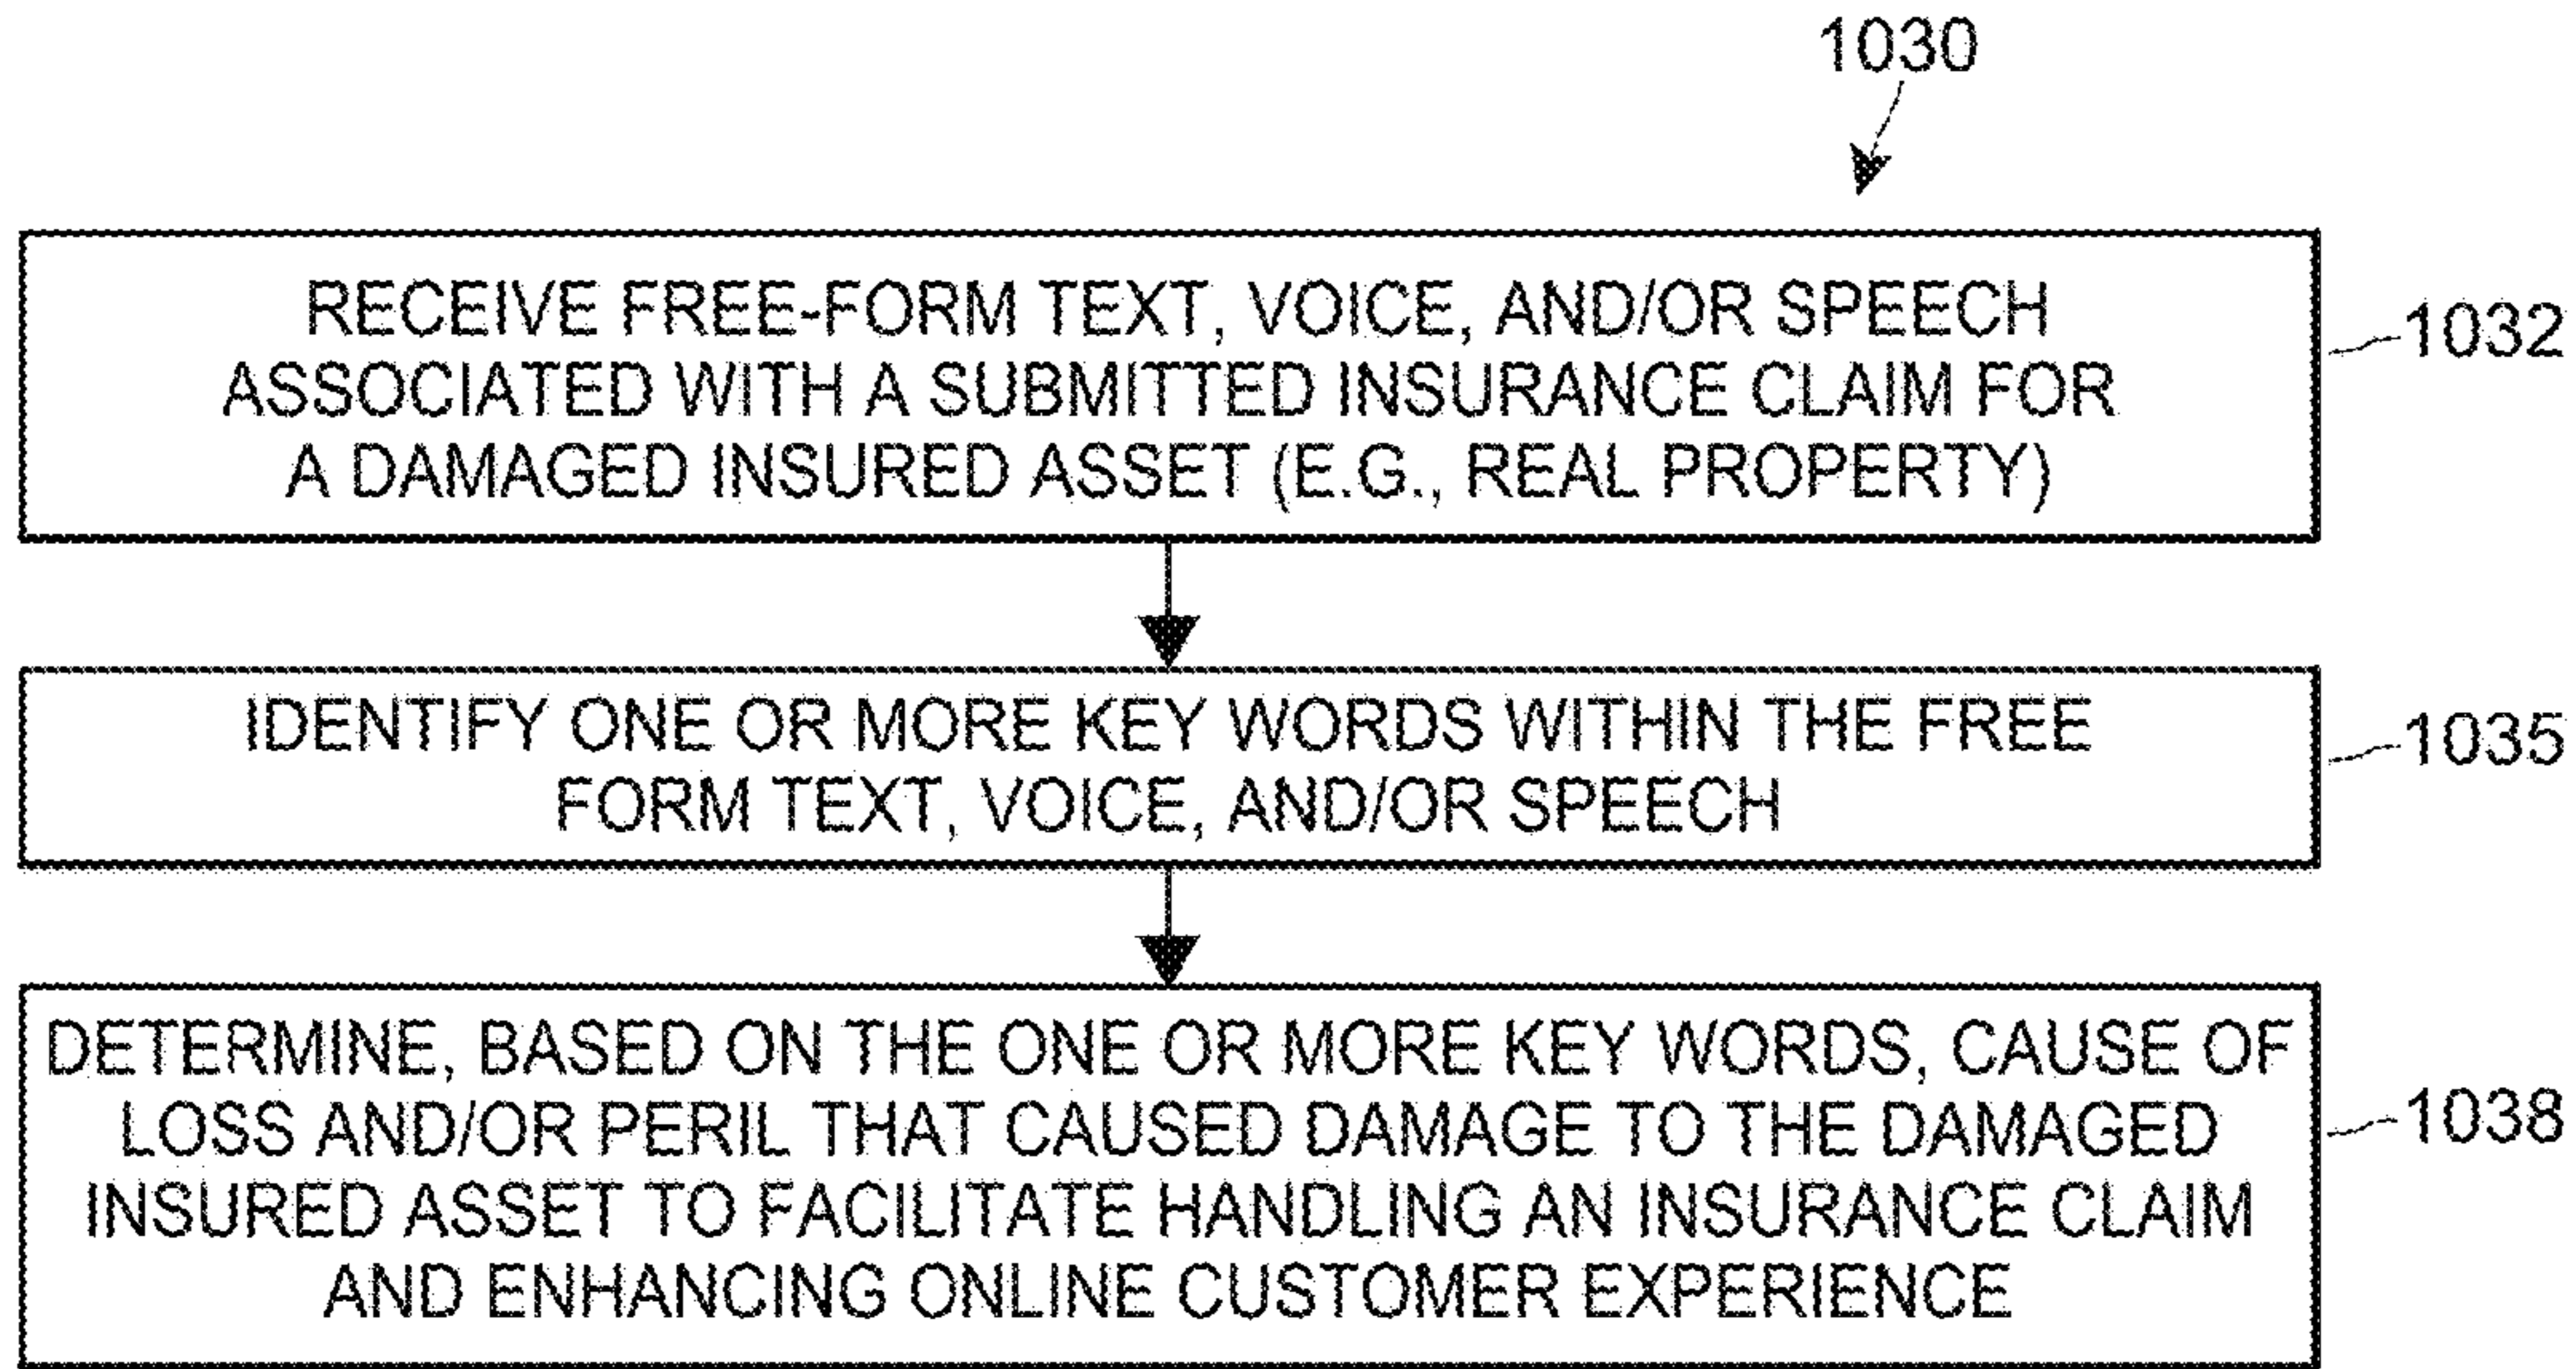 1030
RECEIVE FREE-FORM TEXT, VOICE, AND/OR SPEECH
ASSOCIATED WITH A SUBMITTED INSURANCE CLAIM FOR
A DAMAGED INSURED ASSET (E.G., REAL PROPERTY)
1032
IDENTIFY ONE OR MORE KEY WORDS WITHIN THE FREE
FORM TEXT, VOICE, AND/OR SPEECH
1035
DETERMINE, BASED ON THE ONE OR MORE KEY WORDS, CAUSE OF
LOSS AND/OR PERIL THAT CAUSED DAMAGE TO THE DAMAGED
INSURED ASSET TO FACILITATE HANDLING AN INSURANCE CLAIM
AND ENHANCING ONLINE CUSTOMER EXPERIENCE
1038